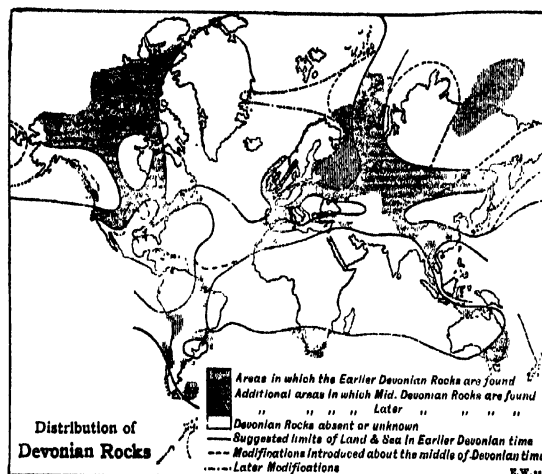 Areas in which the Earlier Devonian Rocks are found
Additional areas in which Mid. Devonian Rocks are found
„ „ „ „ „ Later „ „ „ „
Devonian Rocks absent or unknown
Suggested limits of Land & Sea In Earlier Devonian time
Modifinations Introduced about the middle of Devonian time
Later Modifications
Distribution of
Devonian Rocks